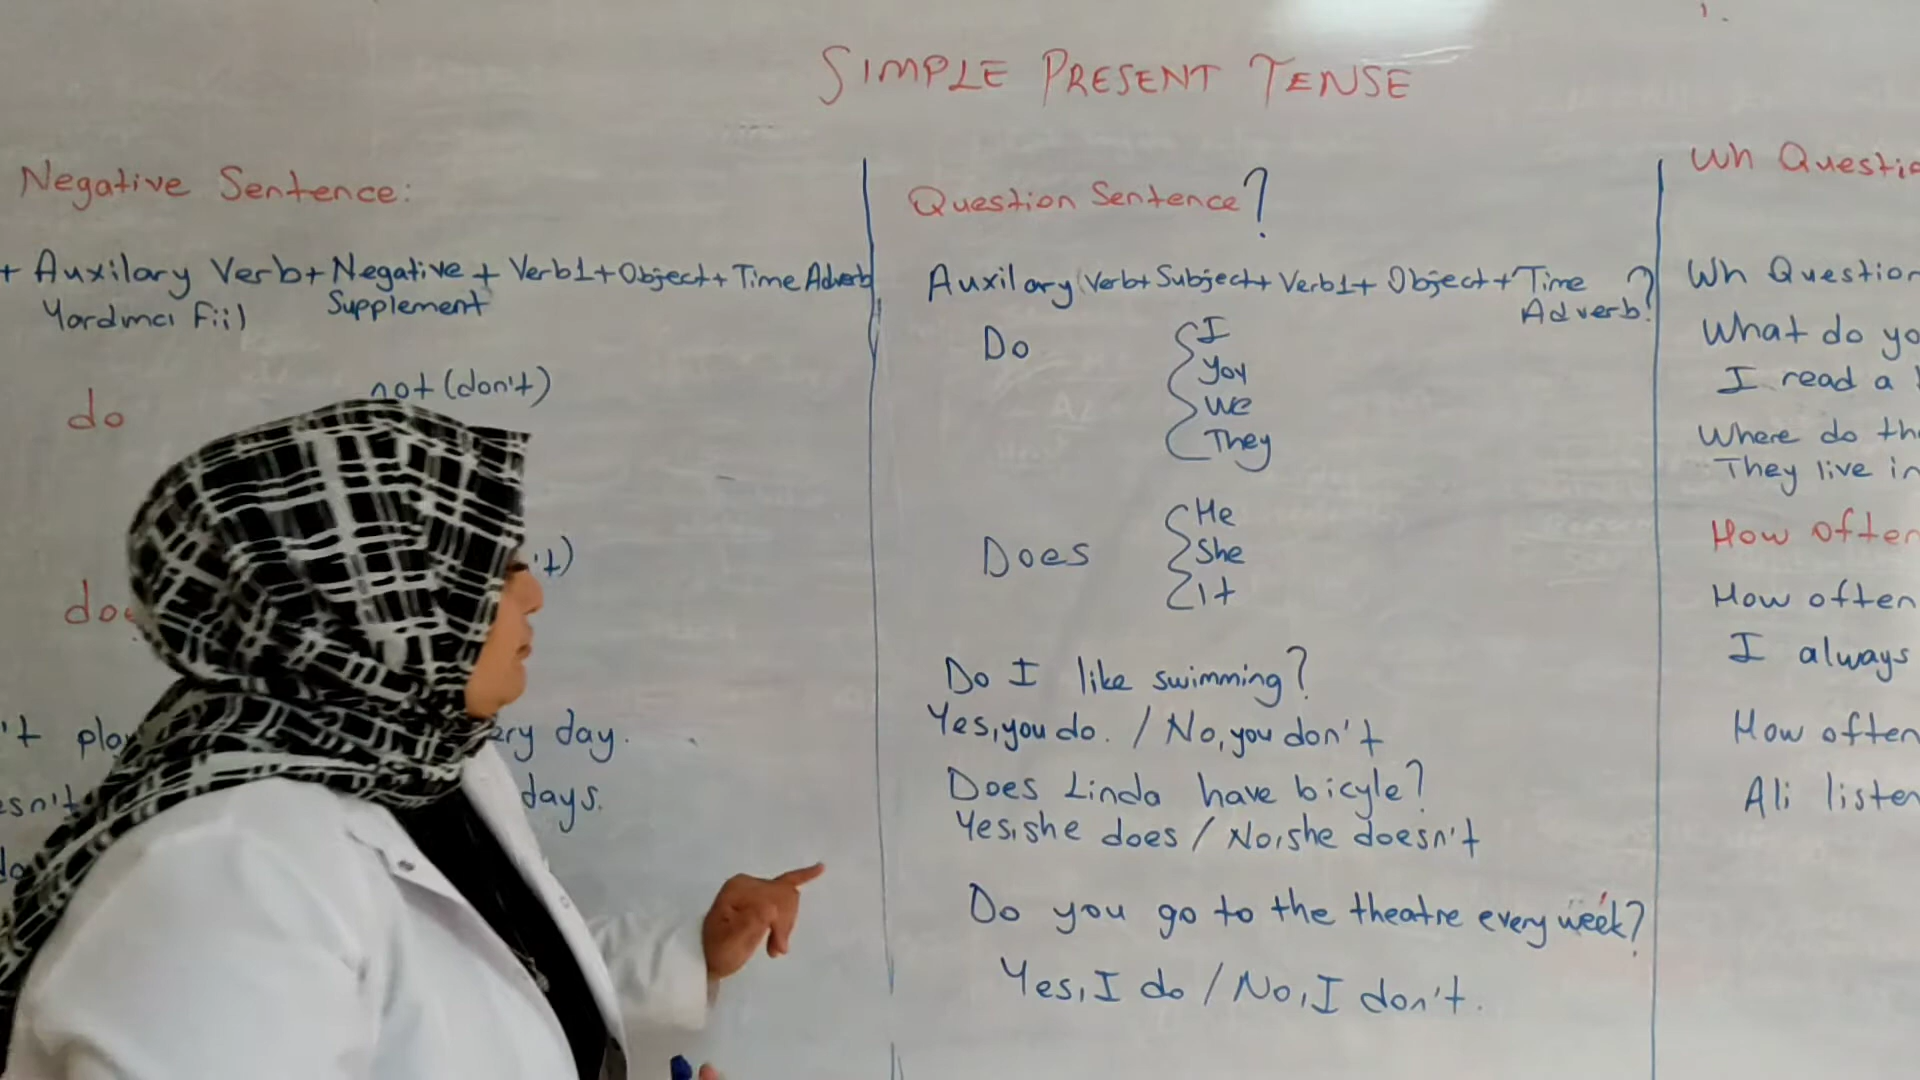 SIMPLE PRESENT TENSE
Negative Sentence:
+ Auxilary Verb + Negative + Verb1 + Object + Time Adverb
Yardımcı fiil Supplement
do not (don't)
't)
't every day.
esn't days.
Question Sentence?
Auxilary Verb + Subject + Verb1 + Object + Time Adverb?
Do { I
you
we
They
Does { He
She
It
Do I like swimming?
Yes, you do. / No, you don't
Does Linda have bicyle?
Yes, she does / No, she doesn't
Do you go to the theatre every week?
Yes, I do / No, I don't.
Wh
Wh Question
What do
I read a
Where do
They live in
How often
How often
I always
How often
Ali